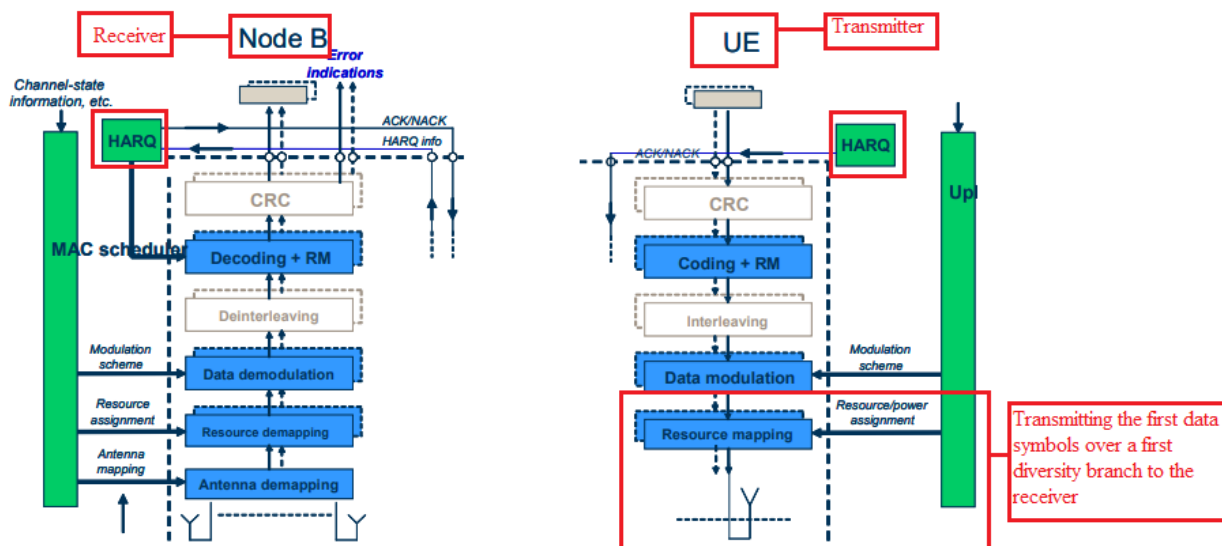 Receiver
Node B
UE
Transmitter
Error
indications
Channel-state
information, etc.
HARQ
ACK/NACK
HARQ info
ACK/NACK
HARQ
CRC
CRC
Upl
MAC scheduler
Decoding + RM
Coding + RM
Deinterleaving
Interleaving
Modulation
scheme
Data demodulation
Data modulation
Modulation
scheme
Resource
assignment
Resource demapping
Resource mapping
Resource/power
assignment
Transmitting the first data
symbols over a first
diversity branch to the
receiver
Antenna
mapping
Antenna demapping